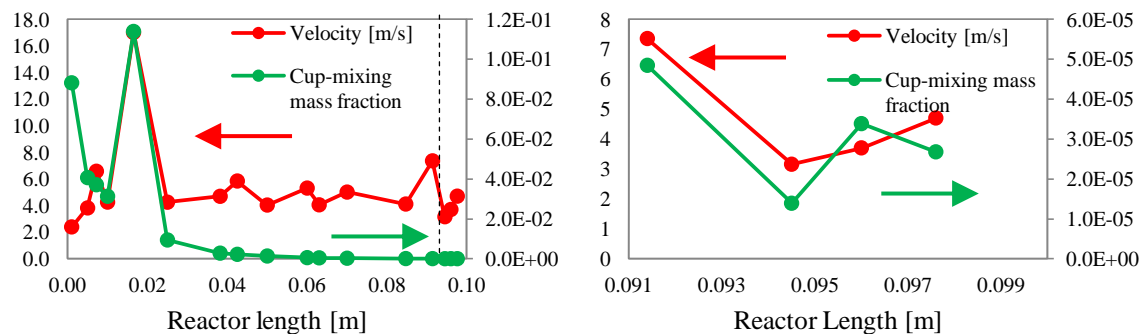 18.0
16.0
14.0
12.0
10.0
8.0
6.0
4.0
2.0
0.0
0.00
0.02
0.04
0.06
0.08
0.10
1.2E-01
1.0E-01
8.0E-02
6.0E-02
4.0E-02
2.0E-02
0.0E+00
Velocity [m/s]
Cup-mixing
mass fraction
Reactor length [m]
8
7
6
5
4
3
2
1
0
0.091
0.093
0.095
0.097
0.099
6.0E-05
5.0E-05
4.0E-05
3.0E-05
2.0E-05
1.0E-05
0.0E+00
Velocity [m/s]
Cup-mixing mass
fraction
Reactor Length [m]